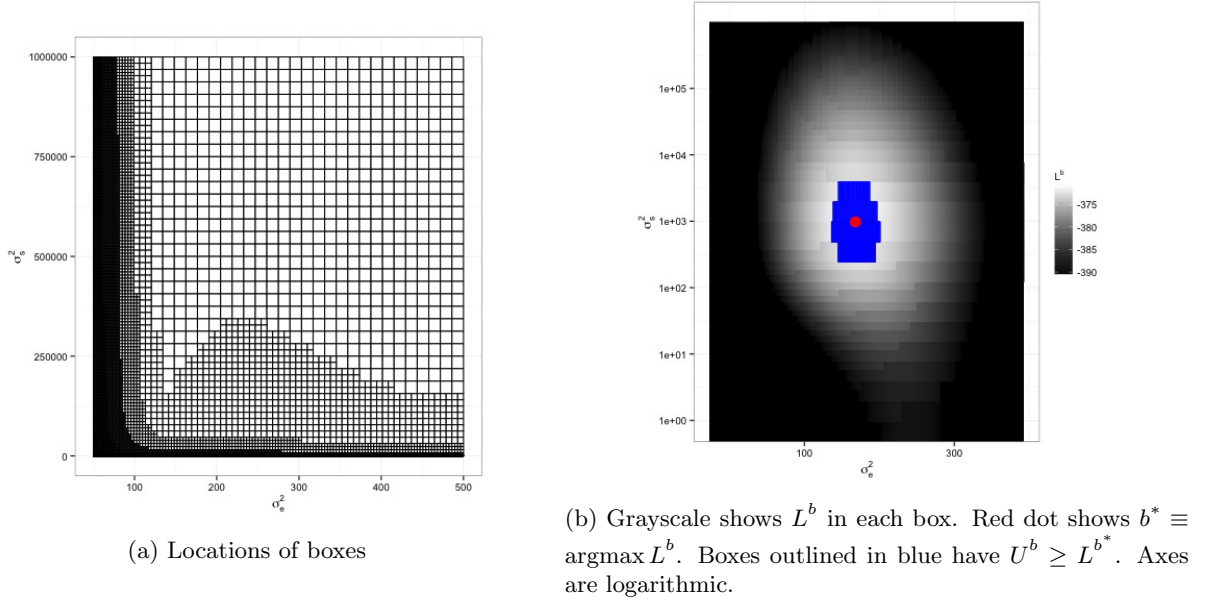 1000000
750000
500000
250000
0
σ²ₛ
100
200
300
400
500
σ²ₑ
(a) Locations of boxes
1e+05
1e+04
1e+03
1e+02
1e+01
1e+00
σ²ₛ
100
300
σ²ₑ
Lᵇ
-375
-380
-385
-390
(b) Grayscale shows Lᵇ in each box. Red dot shows b* ≡
argmax Lᵇ. Boxes outlined in blue have Uᵇ ≥ Lᵇ*. Axes
are logarithmic.